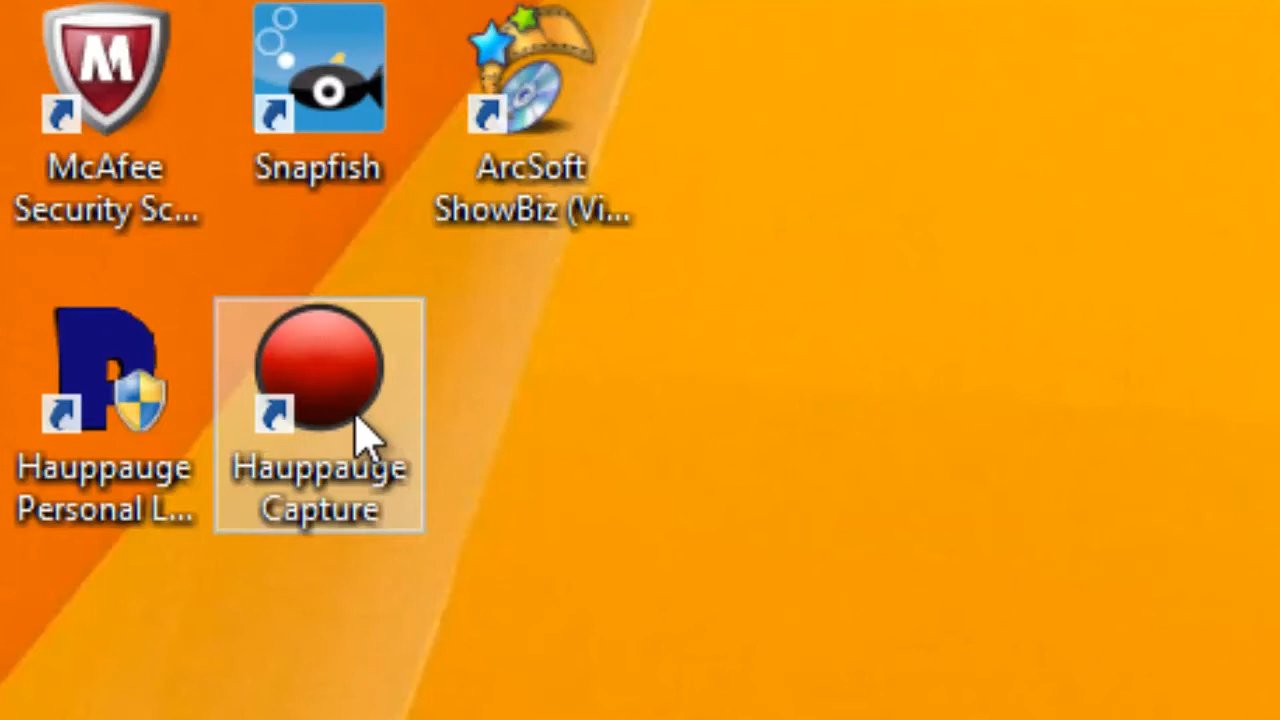 McAfee
Security Sc...
Snapfish
ArcSoft
ShowBiz (Vi...
Hauppauge
Personal L...
Hauppauge
Capture